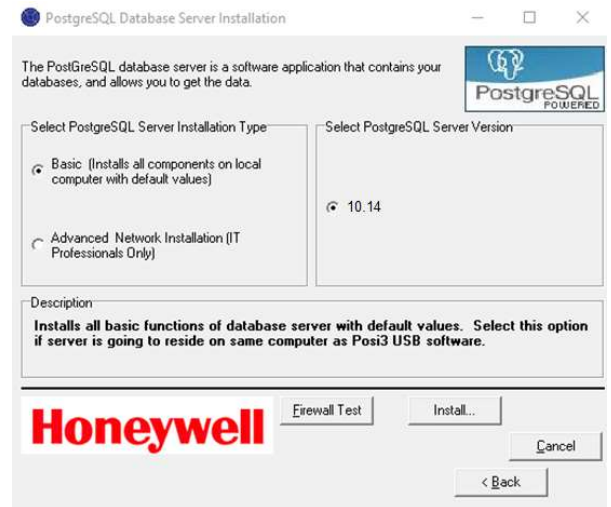 PostgreSQL Database Server Installation
The PostGreSQL database server is a software application that contains your
databases, and allows you to get the data.
PostgreSQL
POWERED
Select PostgreSQL Server Installation Type
Basic (Installs all components on local
computer with default values)
Advanced Network Installation (IT
Professionals Only)
Select PostgreSQL Server Version
10.14
Description
Installs all basic functions of database server with default values. Select this option
if server is going to reside on same computer as Posi3 USB software.
Honeywell
Firewall Test
Install...
Cancel
< Back